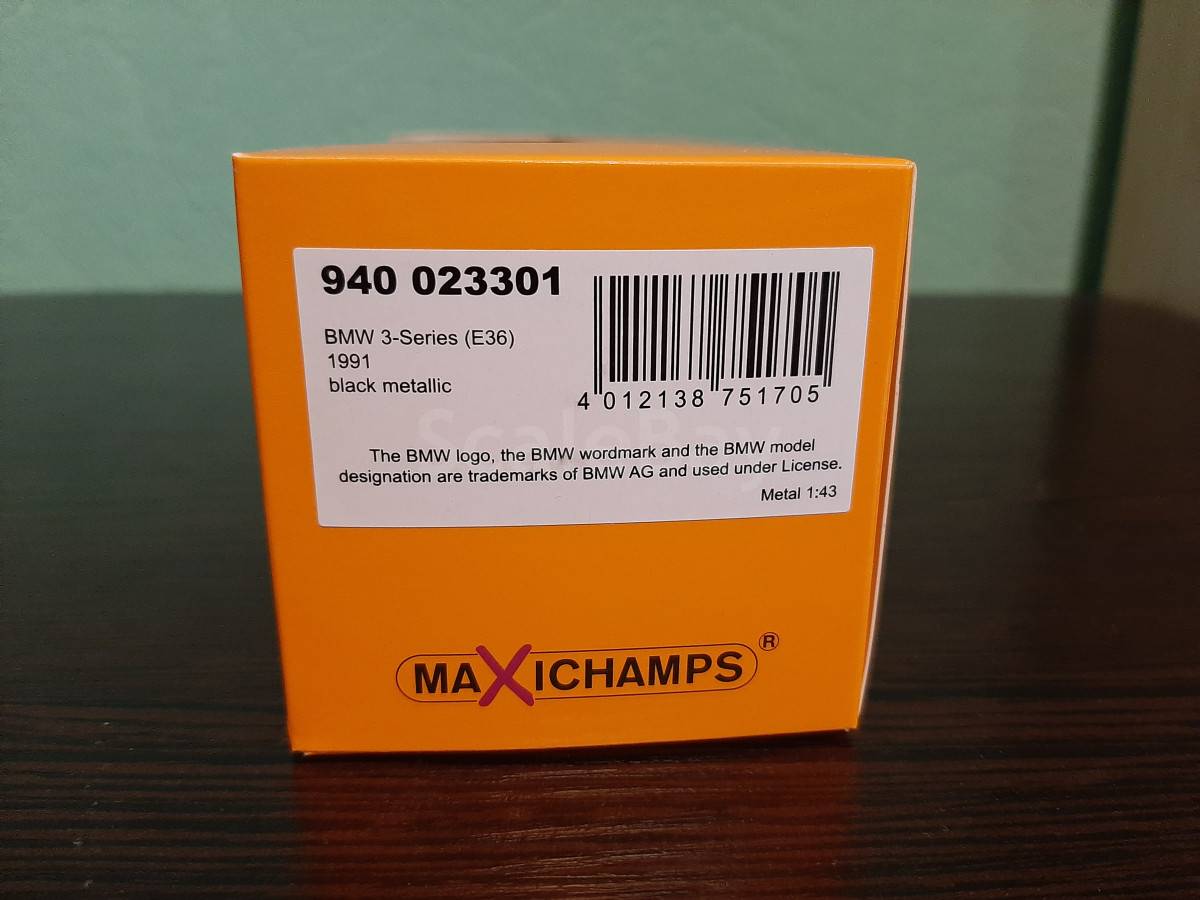 940 023301
BMW 3-Series (E36)
1991
black metallic
4 012138 751705
ScaleBay
The BMW logo, the BMW wordmark and the BMW model
designation are trademarks of BMW AG and used under License.
Metal 1:43
MAXICHAMPS®